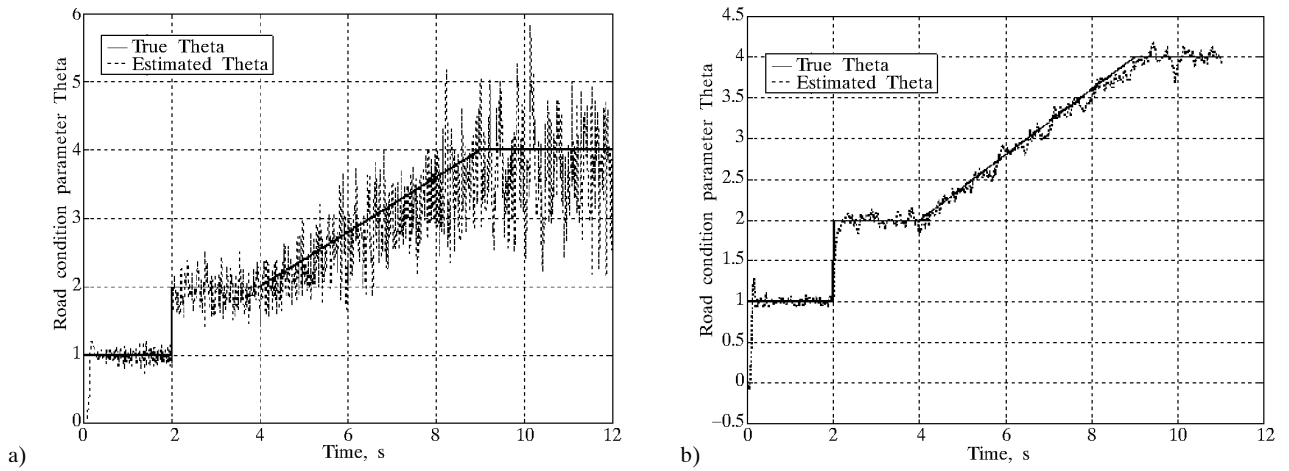 6
5
4
3
2
1
0
Road condition parameter Theta
True Theta
Estimated Theta
0 2 4 6 8 10 12
Time, s
a)
4.5
4
3.5
3
2.5
2
1.5
1
0.5
0
−0.5
Road condition parameter Theta
True Theta
Estimated Theta
0 2 4 6 8 10 12
Time, s
b)